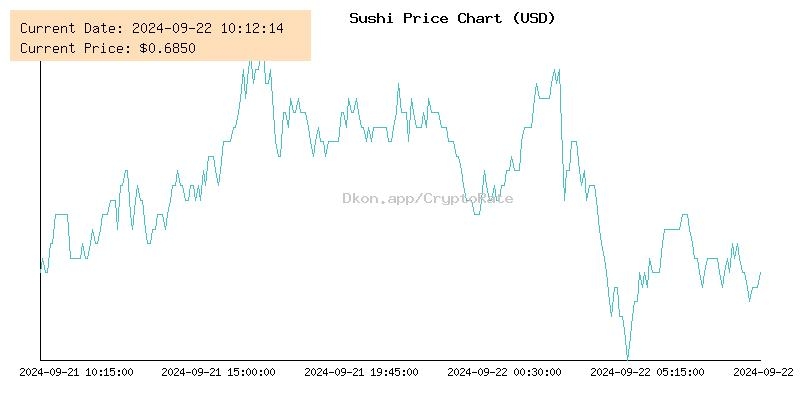 Sushi Price Chart (USD)
Current Date: 2024-09-22 10:12:14
Current Price: $0.6850
Dkon.app/CryptoRate
2024-09-21 10:15:00 2024-09-21 15:00:00 2024-09-21 19:45:00 2024-09-22 00:30:00 2024-09-22 05:15:00 2024-09-22